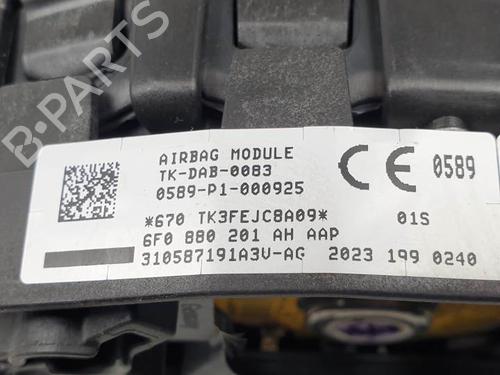 B-PARTS
AIRBAG MODULE
TK-DAB-0083
0589-P1-000925
CE 0589
*670 TK3FEJC8A09* 01S
6F0 880 201 AH AAP
310587191A3V-AG 2023 199 0240